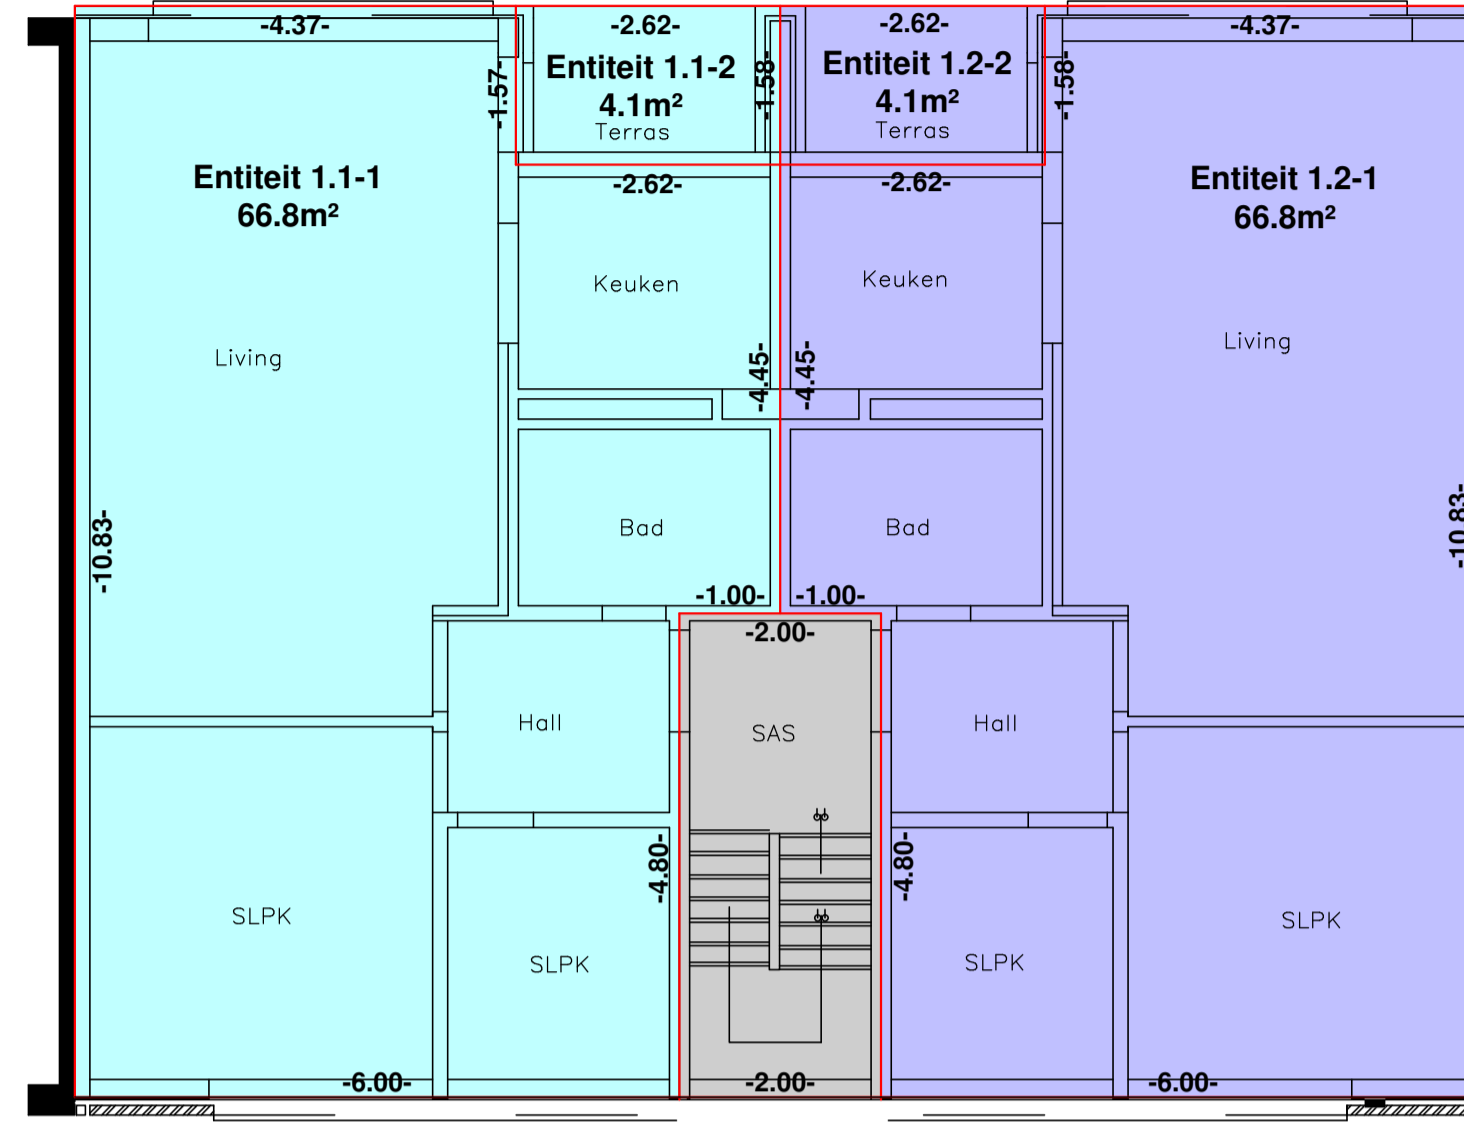 -4.37-
-2.62-
-2.62-
-4.37-
-1.57-
Entiteit 1.1-2
4.1m²
Terras
-1.58-
Entiteit 1.2-2
4.1m²
Terras
-1.58-
Entiteit 1.1-1
66.8m²
-2.62-
-2.62-
Entiteit 1.2-1
66.8m²
Keuken
Keuken
Living
-4.45-
-4.45-
Living
-10.83-
Bad
Bad
-10.83-
-1.00-
-1.00-
-2.00-
Hall
SAS
Hall
-4.80-
-4.80-
SLPK
SLPK
SLPK
SLPK
-6.00-
-2.00-
-6.00-